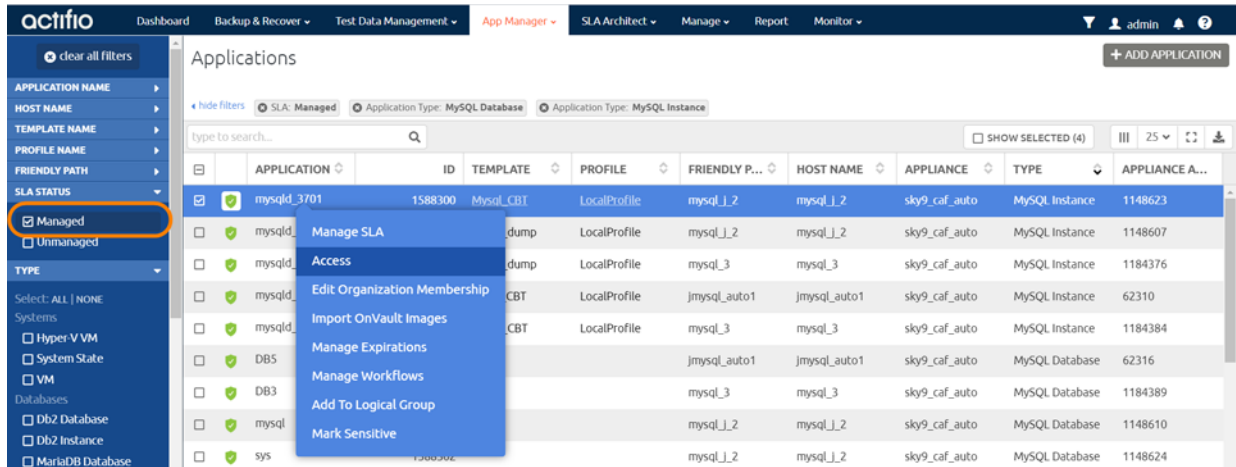 actifio Dashboard Backup & Recover Test Data Management App Manager SLA Architect Manage Report Monitor admin
clear all filters
Applications
+ ADD APPLICATION
APPLICATION NAME
HOST NAME
TEMPLATE NAME
PROFILE NAME
FRIENDLY PATH
SLA STATUS
Managed
Unmanaged
TYPE
Select: ALL | NONE
Systems
Hyper-V VM
System State
VM
Databases
Db2 Database
Db2 Instance
MariaDB Database
hide filters SLA: Managed Application Type: MySQL Database Application Type: MySQL Instance
type to search... SHOW SELECTED (4) 25
APPLICATION ID TEMPLATE PROFILE FRIENDLY P... HOST NAME APPLIANCE TYPE APPLIANCE A...
mysqld_3701 1588300 Mysql_CBT LocalProfile mysql_j_2 mysql_j_2 sky9_caf_auto MySQL Instance 1148623
mysqld_ _dump LocalProfile mysql_j_2 mysql_j_2 sky9_caf_auto MySQL Instance 1148607
mysqld_ _dump LocalProfile mysql_3 mysql_3 sky9_caf_auto MySQL Instance 1184376
mysqld_ _CBT LocalProfile jmysql_auto1 jmysql_auto1 sky9_caf_auto MySQL Instance 62310
mysqld_ _CBT LocalProfile mysql_3 mysql_3 sky9_caf_auto MySQL Instance 1184384
DB5 jmysql_auto1 jmysql_auto1 sky9_caf_auto MySQL Database 62316
DB3 mysql_3 mysql_3 sky9_caf_auto MySQL Database 1184389
mysql mysql_j_2 mysql_j_2 sky9_caf_auto MySQL Database 1148610
sys mysql_j_2 mysql_j_2 sky9_caf_auto MySQL Database 1148624
Manage SLA
Access
Edit Organization Membership
Import OnVault Images
Manage Expirations
Manage Workflows
Add To Logical Group
Mark Sensitive